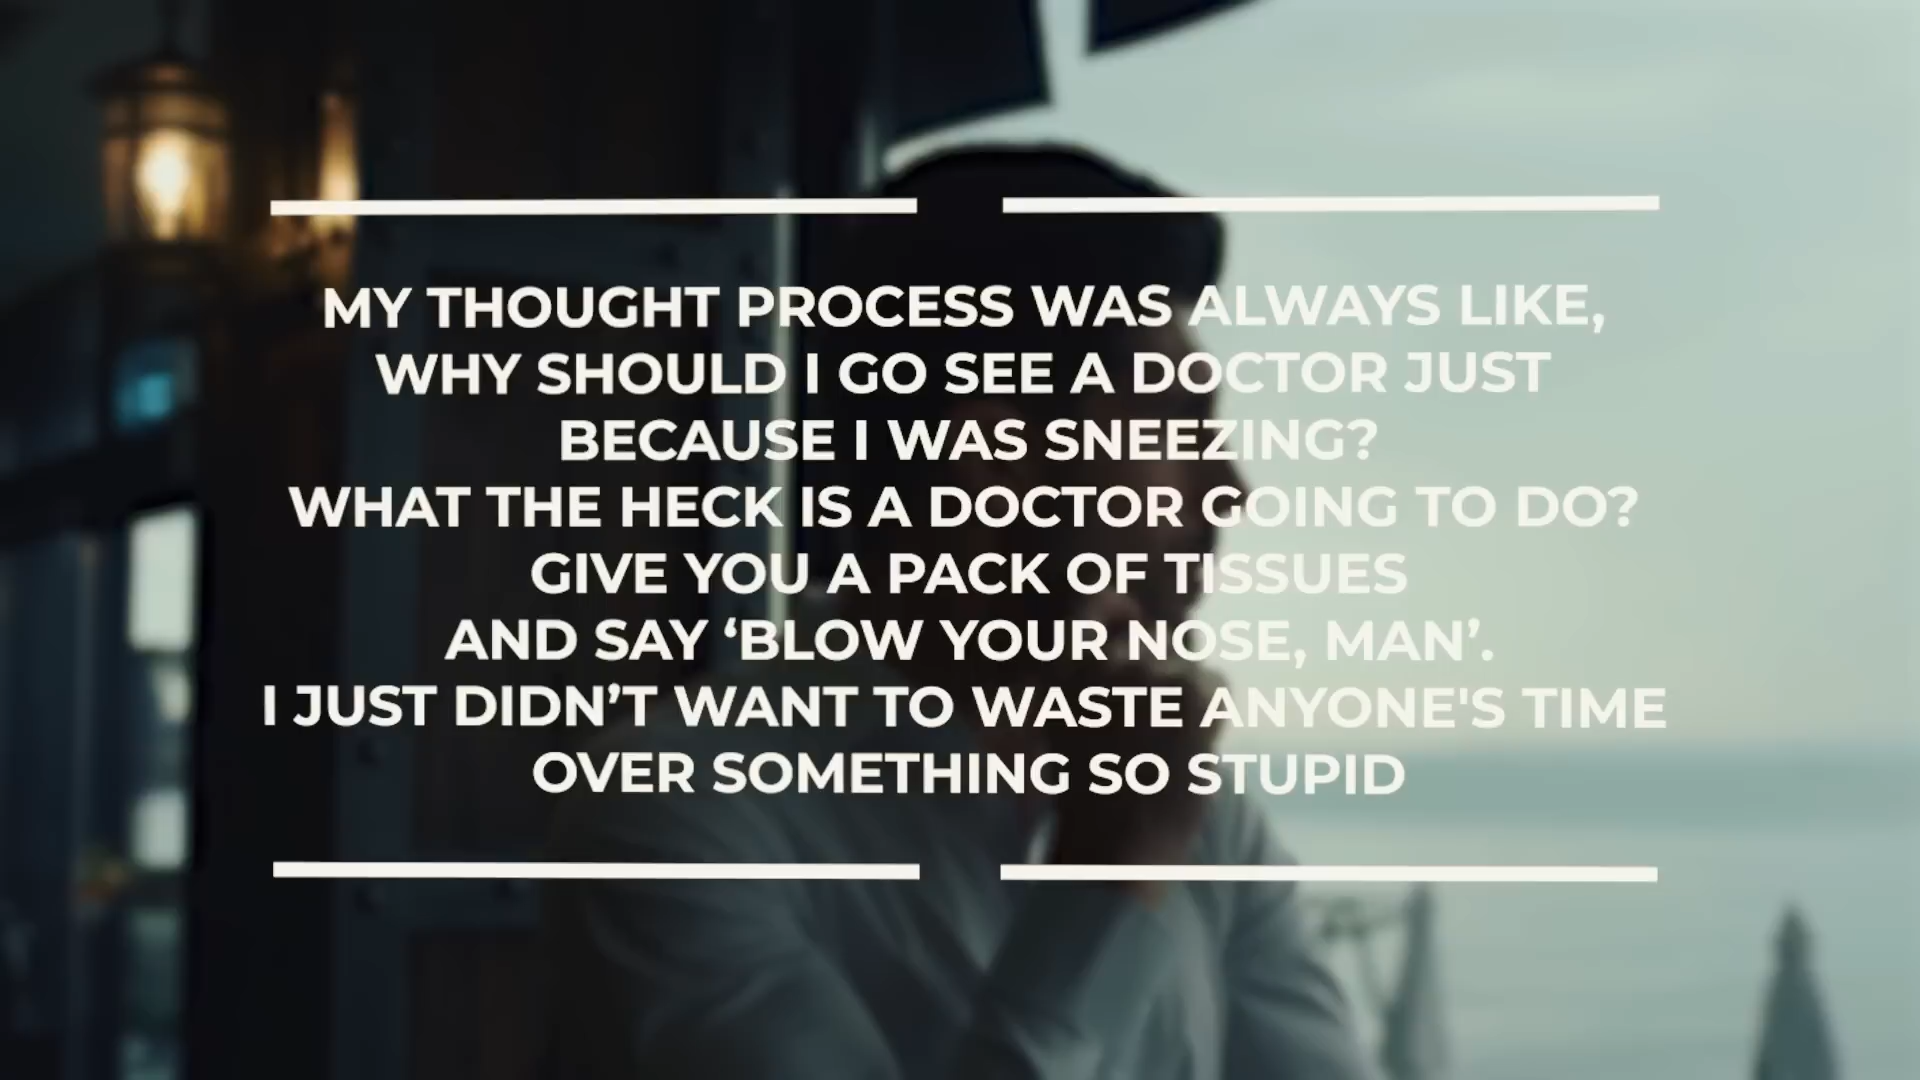 MY THOUGHT PROCESS WAS ALWAYS LIKE,
WHY SHOULD I GO SEE A DOCTOR JUST
BECAUSE I WAS SNEEZING?
WHAT THE HECK IS A DOCTOR GOING TO DO?
GIVE YOU A PACK OF TISSUES
AND SAY ‘BLOW YOUR NOSE, MAN’.
I JUST DIDN’T WANT TO WASTE ANYONE'S TIME
OVER SOMETHING SO STUPID